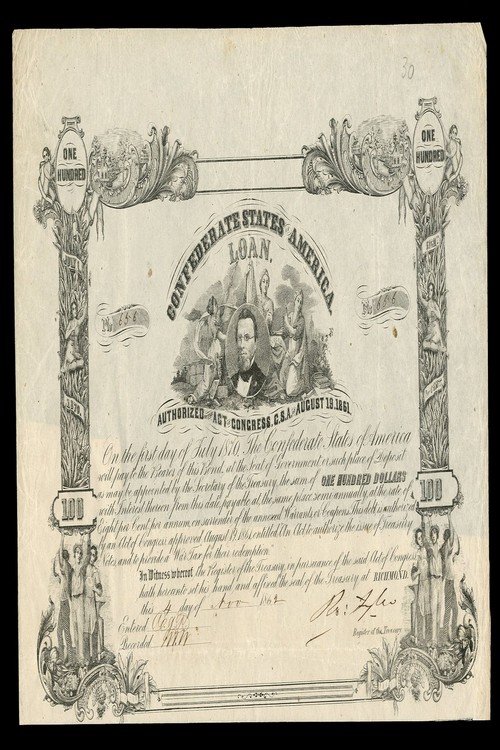 30
ONE HUNDRED
ONE HUNDRED
CONFEDERATE STATES AMERICA
LOAN.
No 656
No 656
AUTHORIZED BY ACT OF CONGRESS, C.S.A. OF AUGUST 19, 1861.
On the first day of July 1876, The Confederate States of America
will pay to the Bearer of this Bond, at the seat of Government or such place of Deposit
as may be appointed by the Secretary of the Treasury, the sum of ONE HUNDRED DOLLARS
with Interest thereon from this date, payable at the same place, semi annually, at the rate of
Eight per Cent per annum, on surrender of the annexed Warrants or Coupons. This debt is authorized
by an Act of Congress approved August 19 1861, entitled "An Act to authorize the issue of Treasury
Notes, and to provide a War Tax for their redemption."
In Witness whereof, the Register of the Treasury, in pursuance of the said Act of Congress,
hath hereunto set his hand and affixed the seal of the Treasury at RICHMOND,
this 4 day of Nov 1862
Entered
Recorded
Register of the Treasury
100
100